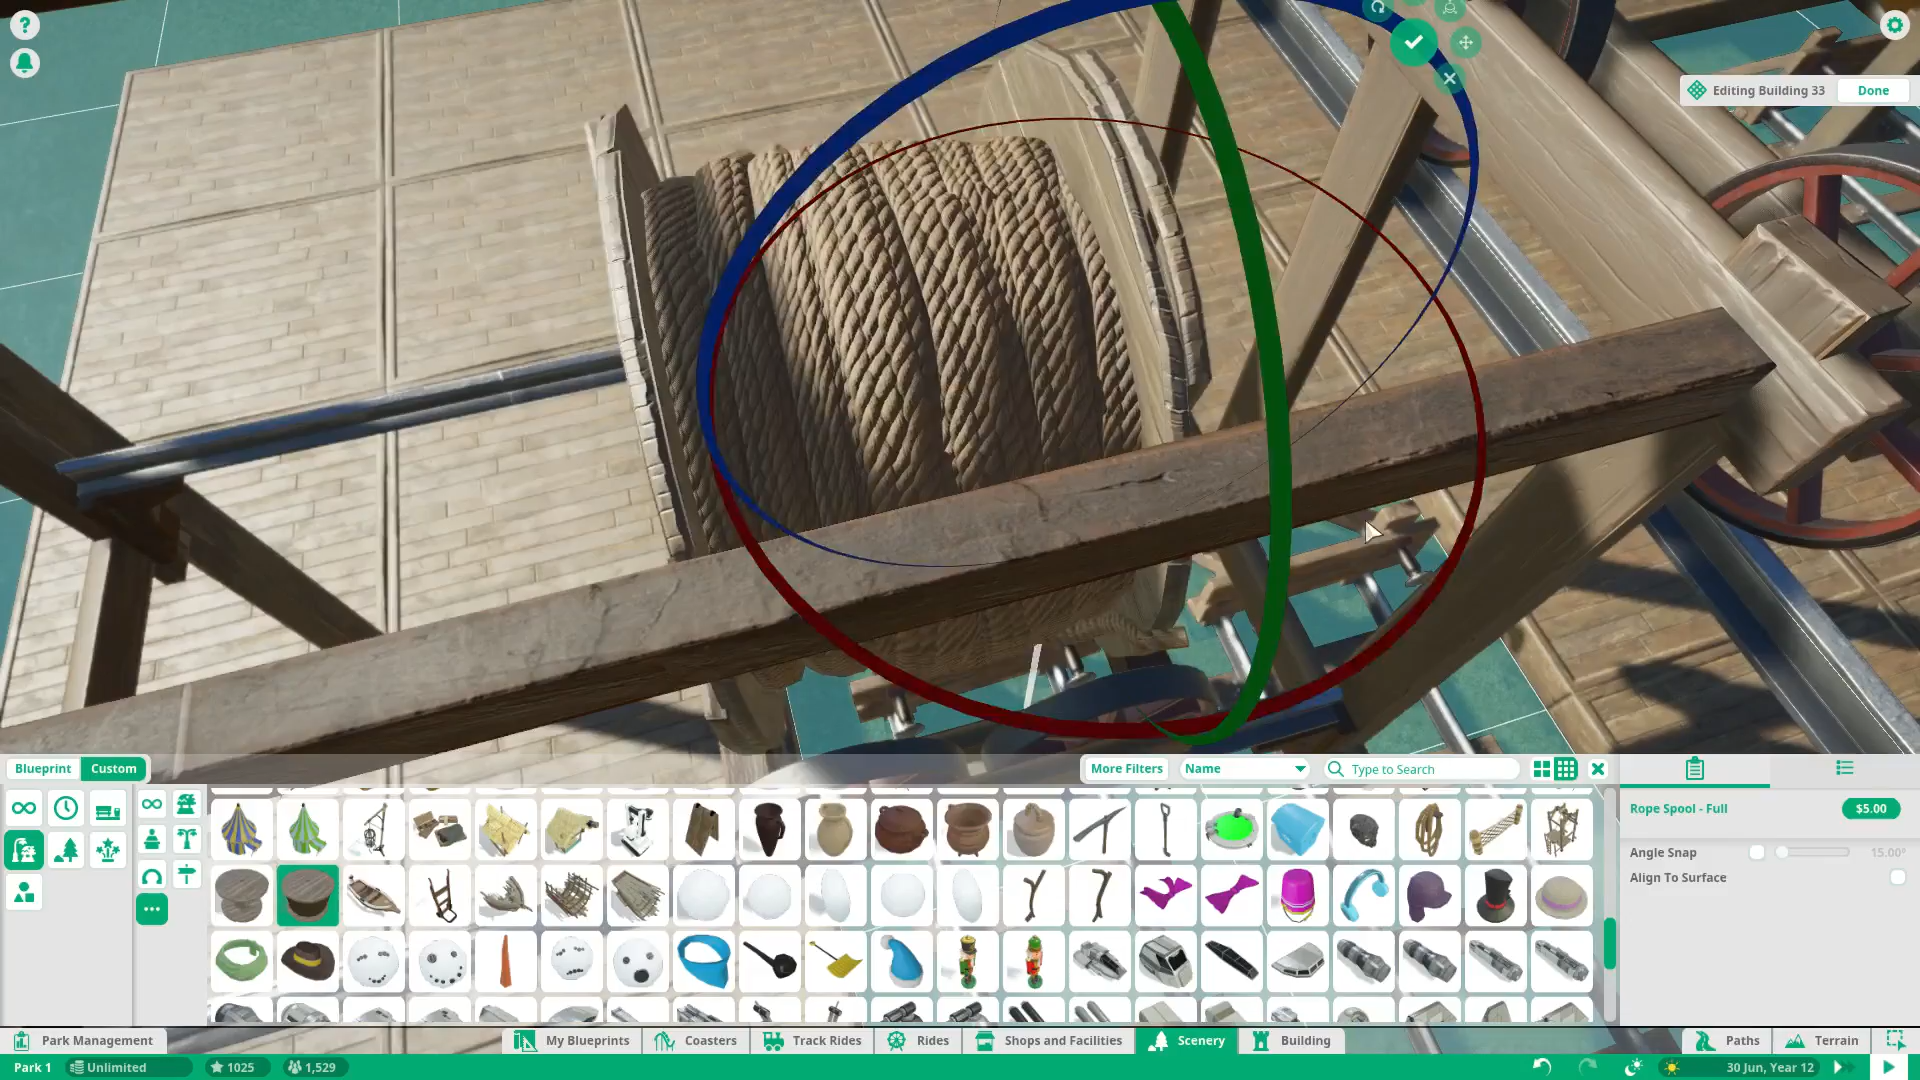 ?
Editing Building 33
Done
Blueprint
Custom
More Filters
Name
Type to Search
Rope Spool - Full
$5.00
Angle Snap
15.00°
Align To Surface
Park Management
My Blueprints
Coasters
Track Rides
Rides
Shops and Facilities
Scenery
Building
Paths
Terrain
Park 1
Unlimited
1025
1,529
30 Jun, Year 12